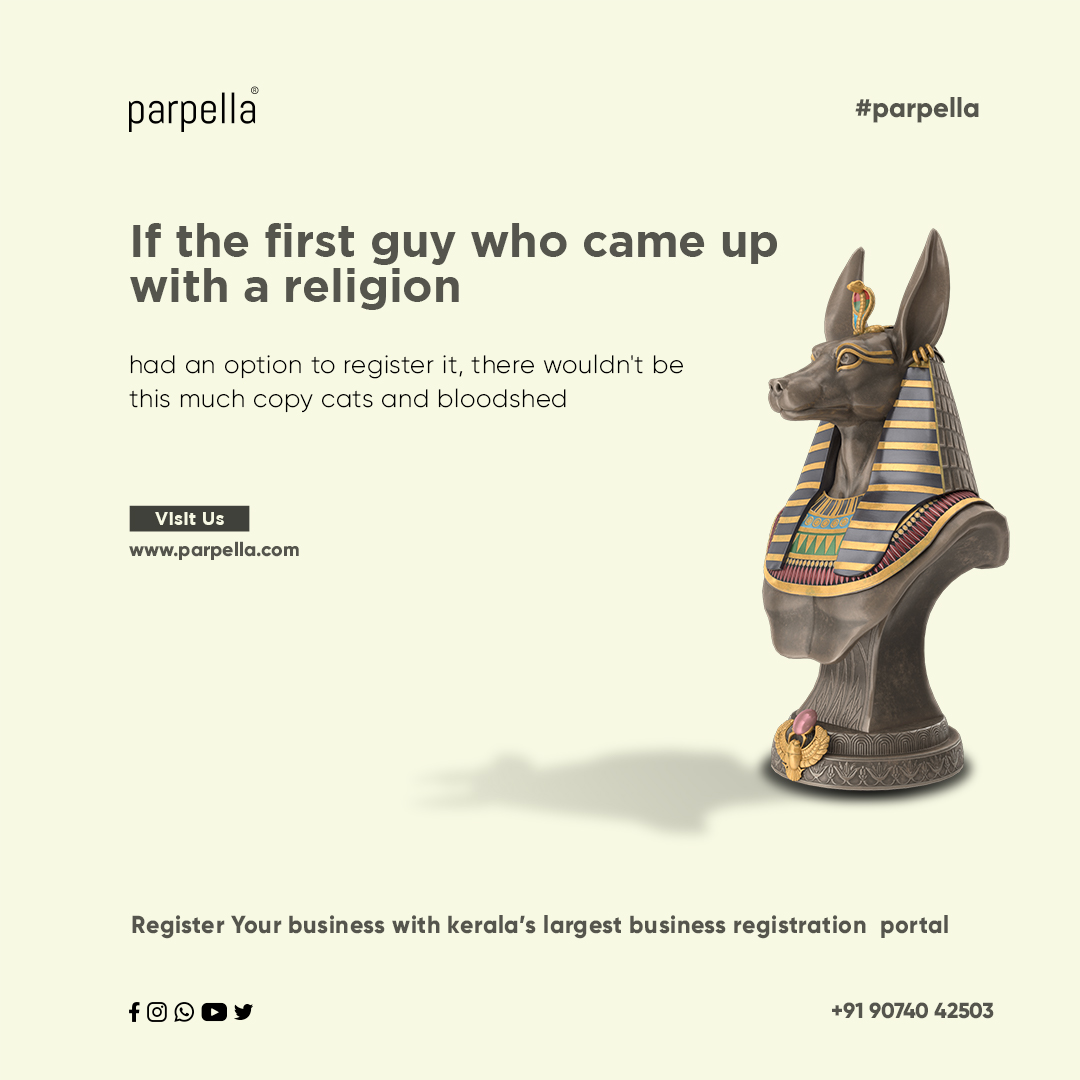 parpella®
#parpella
If the first guy who came up
with a religion
had an option to register it, there wouldn't be
this much copy cats and bloodshed
Visit Us
www.parpella.com
Register Your business with kerala’s largest business registration  portal
+91 90740 42503